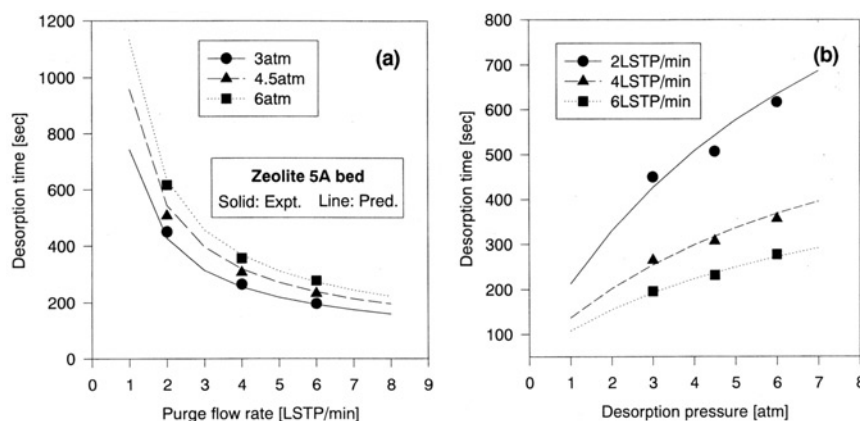 1200
1000
800
600
400
200
0
Desorption time [sec]
(a)
3atm
4.5atm
6atm
Zeolite 5A bed
Solid: Expt. Line: Pred.
0 1 2 3 4 5 6 7 8 9
Purge flow rate [LSTP/min]
800
700
600
500
400
300
200
100
Desorption time [sec]
(b)
2LSTP/min
4LSTP/min
6LSTP/min
0 1 2 3 4 5 6 7 8
Desorption pressure [atm]